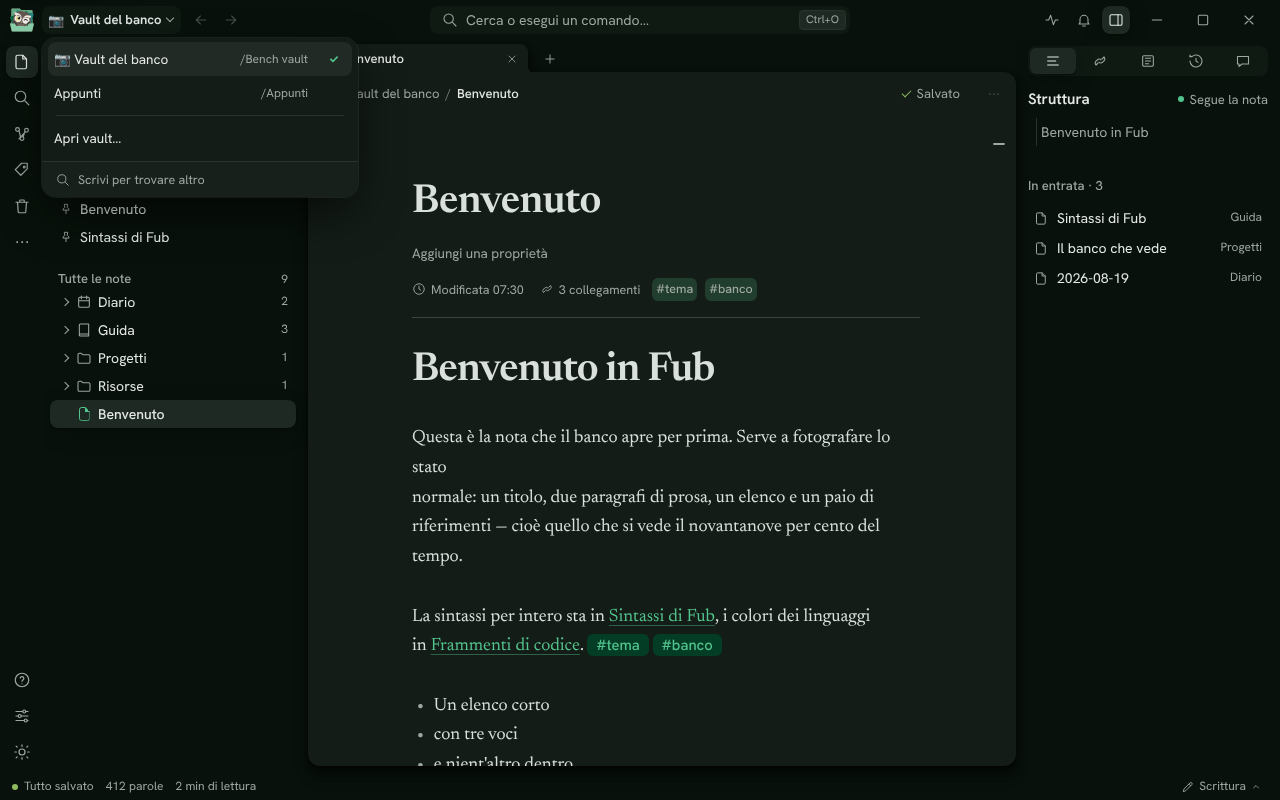 Vault del banco
Cerca o esegui un comando…
Ctrl+O
Vault del banco /Bench vault
Appunti /Appunti
Apri vault…
Scrivi per trovare altro
Benvenuto
Sintassi di Fub
Tutte le note 9
Diario 2
Guida 3
Progetti 1
Risorse 1
Benvenuto
nvenuto
ault del banco / Benvenuto
Salvato
Benvenuto
Aggiungi una proprietà
Modificata 07:30 3 collegamenti #tema #banco
Benvenuto in Fub
Questa è la nota che il banco apre per prima. Serve a fotografare lo
stato
normale: un titolo, due paragrafi di prosa, un elenco e un paio di
riferimenti — cioè quello che si vede il novantanove per cento del
tempo.
La sintassi per intero sta in Sintassi di Fub, i colori dei linguaggi
in Frammenti di codice. #tema #banco
• Un elenco corto
• con tre voci
• e nient'altro dentro
Struttura
Segue la nota
Benvenuto in Fub
In entrata · 3
Sintassi di Fub Guida
Il banco che vede Progetti
2026-08-19 Diario
Tutto salvato 412 parole 2 min di lettura
Scrittura